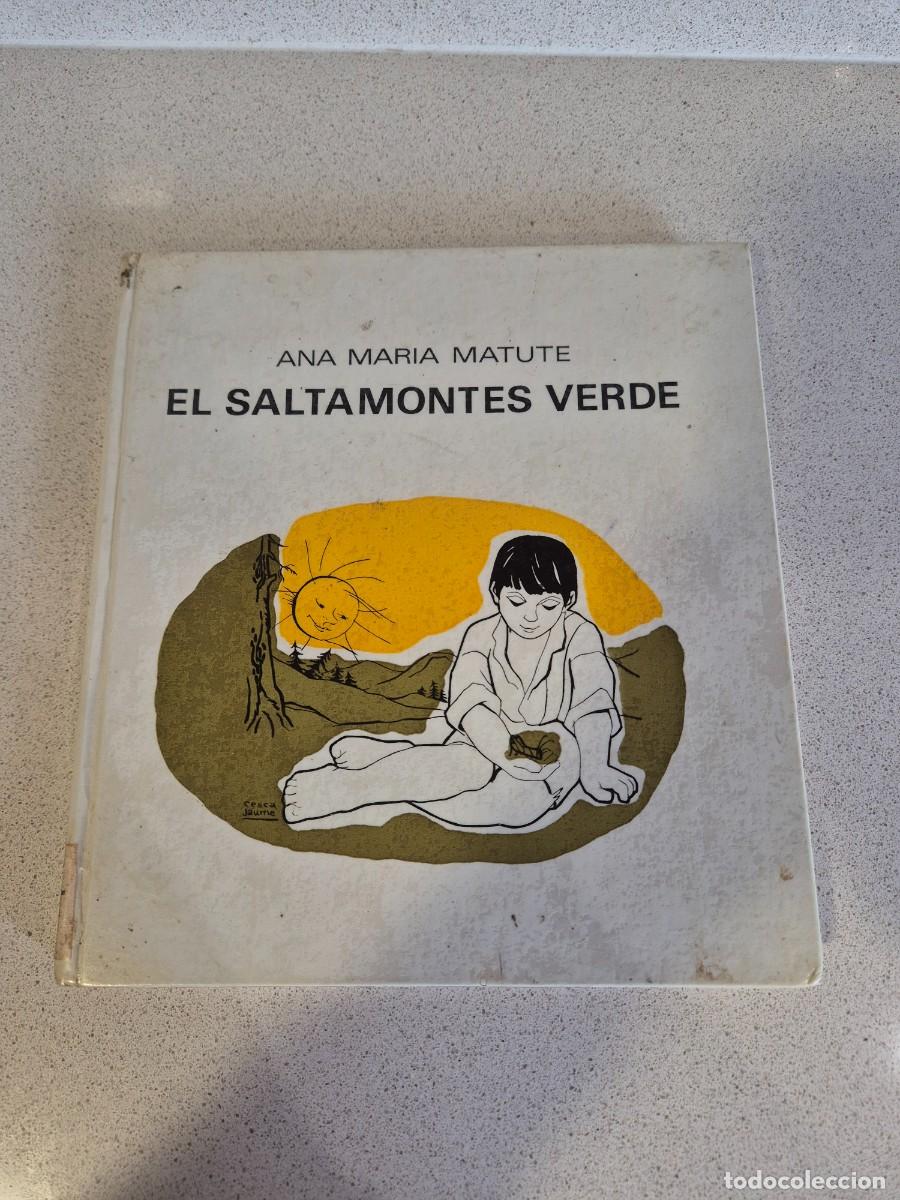 ANA MARIA MATUTE
EL SALTAMONTES VERDE
cesca
jaume
todocoleccion